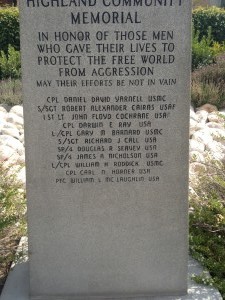 HIGHLAND COMMUNITY
MEMORIAL
IN HONOR OF THOSE MEN
WHO GAVE THEIR LIVES TO
PROTECT THE FREE WORLD
FROM AGGRESSION
MAY THEIR EFFORTS BE NOT IN VAIN
CPL DANIEL DAVID YARNELL USMC
S/SGT ROBERT ALEXANDER CAIRNS USAF
1ST LT JOHN FLOYD COCHRANE USAF
CPL DARWIN E RAY USA
L/CPL GARY M BARNARD USMC
S/SGT RICHARD J CALL USA
SP/4 DOUGLAS R SEAVEY USA
SP/4 JAMES A NICHOLSON USA
L/CPL WILLIAM H RODDICK USMC
CPL CARL N HORNER USA
PFC WILLIAM L MC LAUGHLIN USA